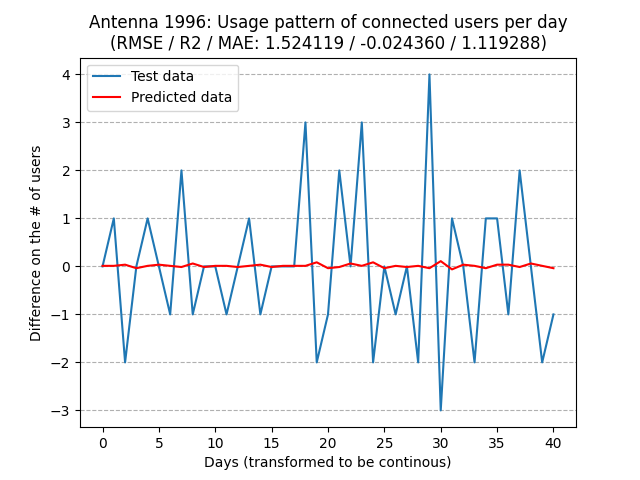 Antenna 1996: Usage pattern of connected users per day
(RMSE / R2 / MAE: 1.524119 / -0.024360 / 1.119288)
Test data
Predicted data
4
3
2
1
0
−1
−2
−3
Difference on the # of users
0 5 10 15 20 25 30 35 40
Days (transformed to be continous)